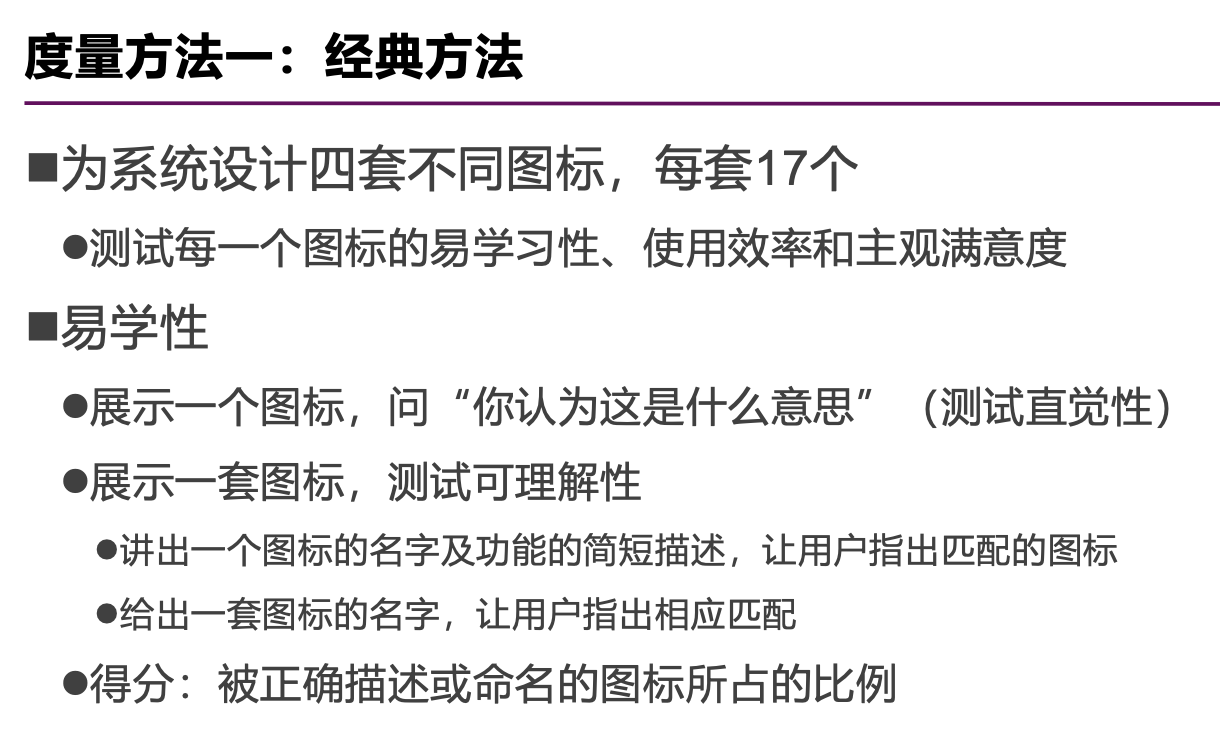 度量方法一：经典方法
■为系统设计四套不同图标，每套17个
●测试每一个图标的易学习性、使用效率和主观满意度
■易学性
●展示一个图标，问“你认为这是什么意思”（测试直觉性）
●展示一套图标，测试可理解性
●讲出一个图标的名字及功能的简短描述，让用户指出匹配的图标
●给出一套图标的名字，让用户指出相应匹配
●得分：被正确描述或命名的图标所占的比例